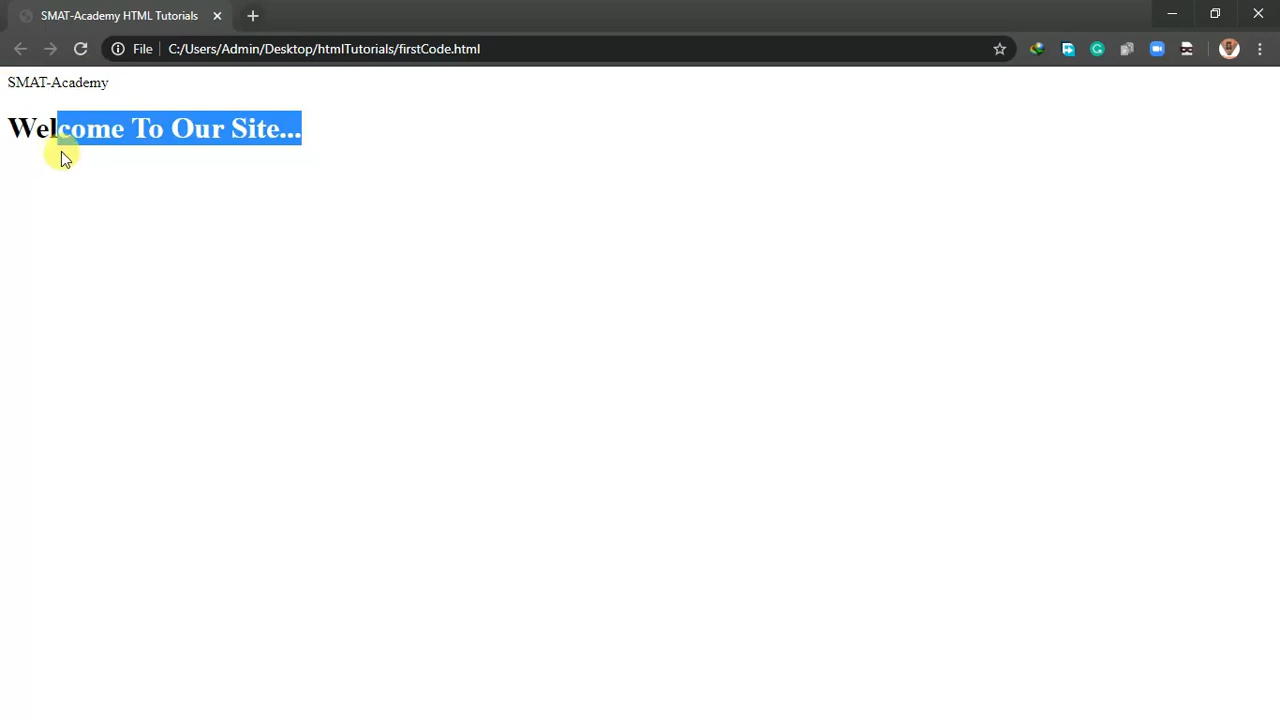 SMAT-Academy HTML Tutorials
File
C:/Users/Admin/Desktop/htmlTutorials/firstCode.html
SMAT-Academy
Welcome To Our Site...